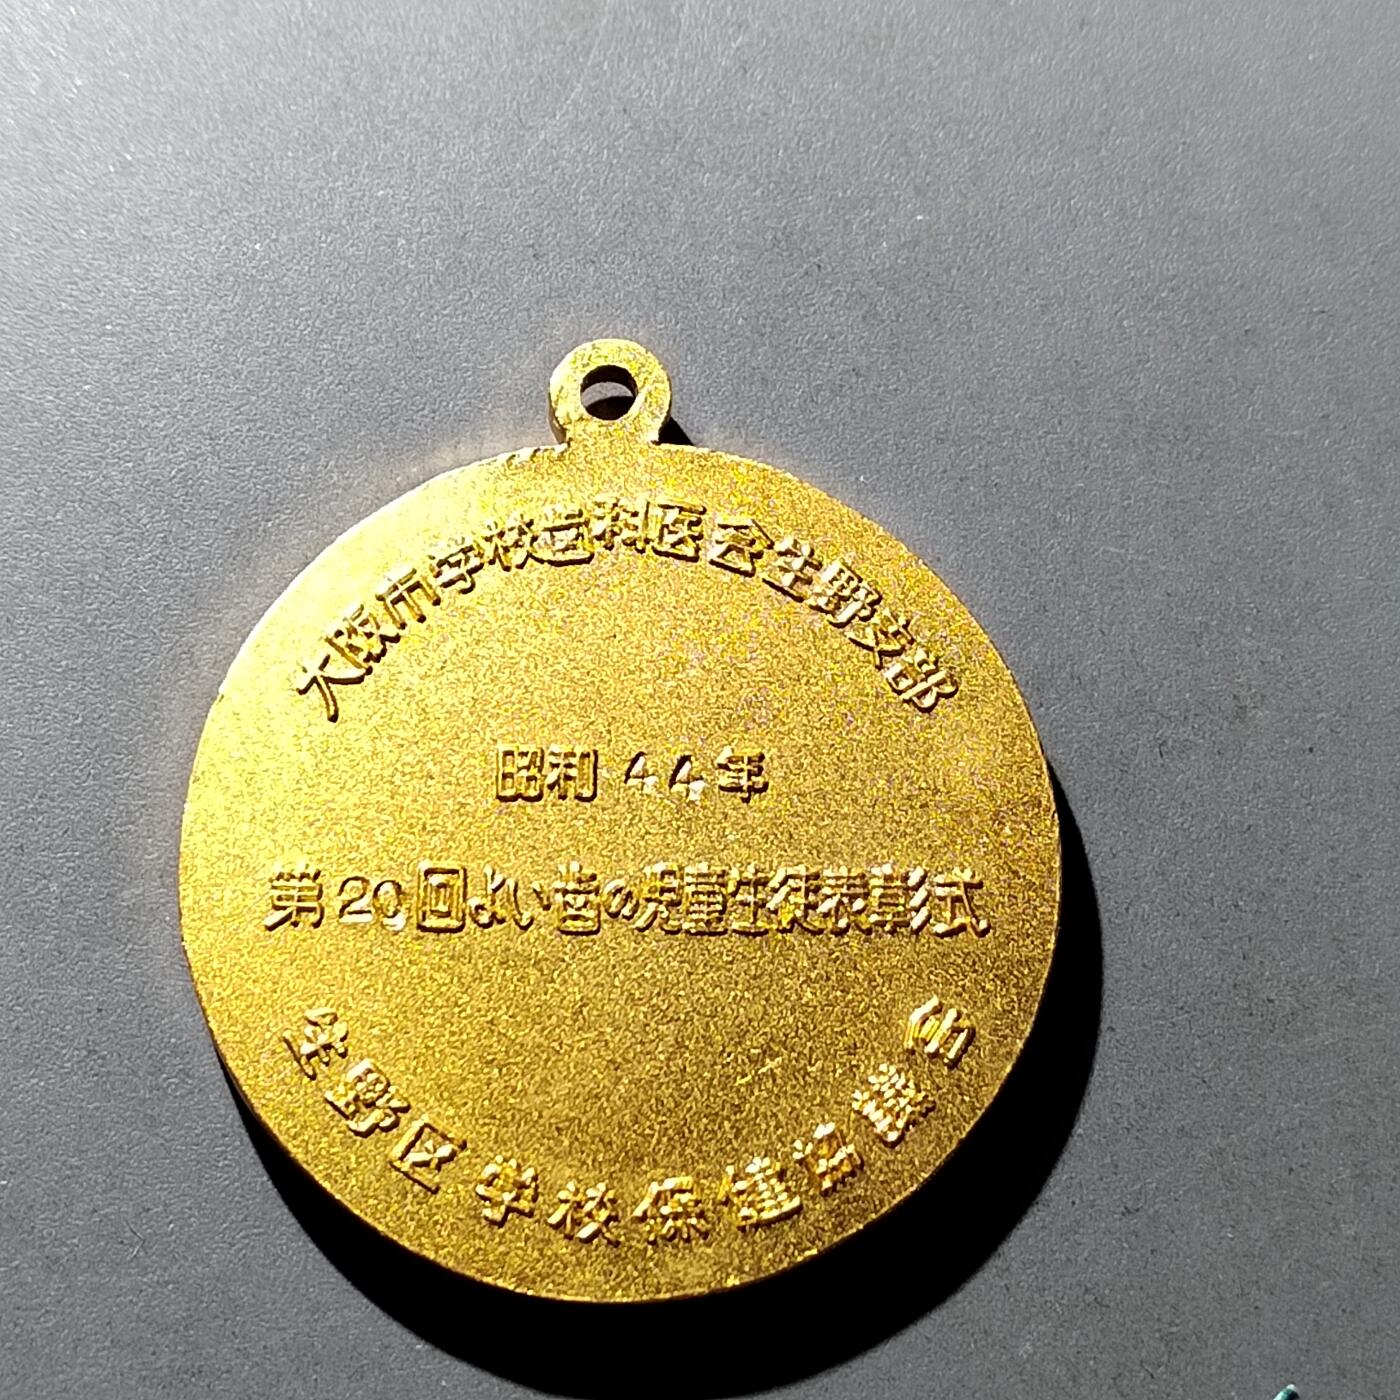 大阪市学校歯科医会生野支部
昭和44年
第20回よい歯の児童生徒表彰式
生野区学校保健協議会